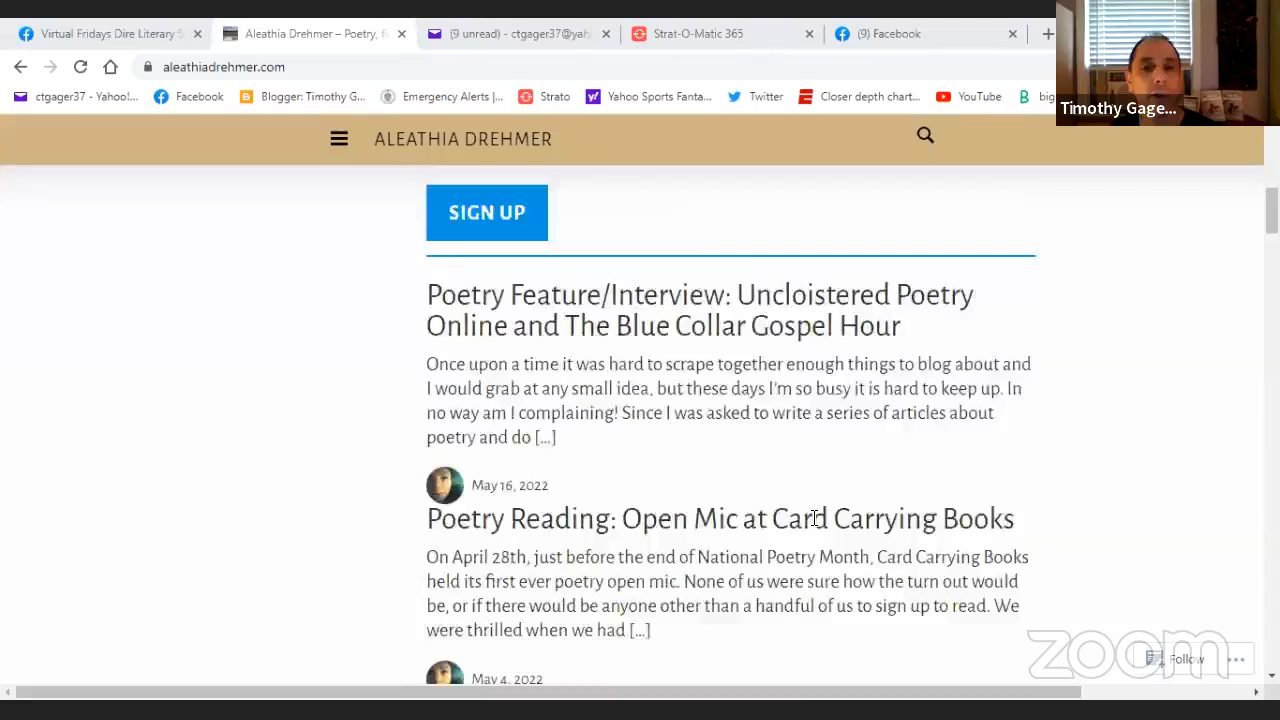 Virtual Fridays Dire Literary S
Aleathia Drehmer – Poetry, f
(9 unread) - ctgager37@yah
Strat-O-Matic 365
(9) Facebook
aleathiadrehmer.com
ctgager37 - Yahoo!...
Facebook
Blogger: Timothy G...
Emergency Alerts |...
Strato
Yahoo Sports Fanta...
Twitter
Closer depth chart...
YouTube
big
Timothy Gage...
ALEATHIA DREHMER
SIGN UP
Poetry Feature/Interview: Uncloistered Poetry
Online and The Blue Collar Gospel Hour
Once upon a time it was hard to scrape together enough things to blog about and
I would grab at any small idea, but these days I'm so busy it is hard to keep up. In
no way am I complaining! Since I was asked to write a series of articles about
poetry and do [...]
May 16, 2022
Poetry Reading: Open Mic at Card Carrying Books
On April 28th, just before the end of National Poetry Month, Card Carrying Books
held its first ever poetry open mic. None of us were sure how the turn out would
be, or if there would be anyone other than a handful of us to sign up to read. We
were thrilled when we had [...]
May 4, 2022
zoom
Follow